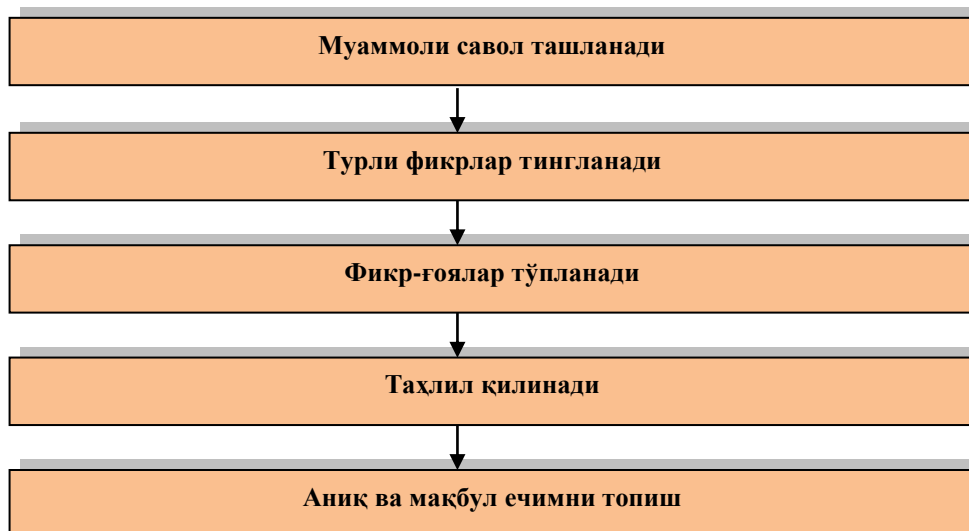 Муаммоли савол ташланади
Турли фикрлар тингланади
Фикр-ғоялар тўпланади
Таҳлил қилинади
Аниқ ва мақбул ечимни топиш